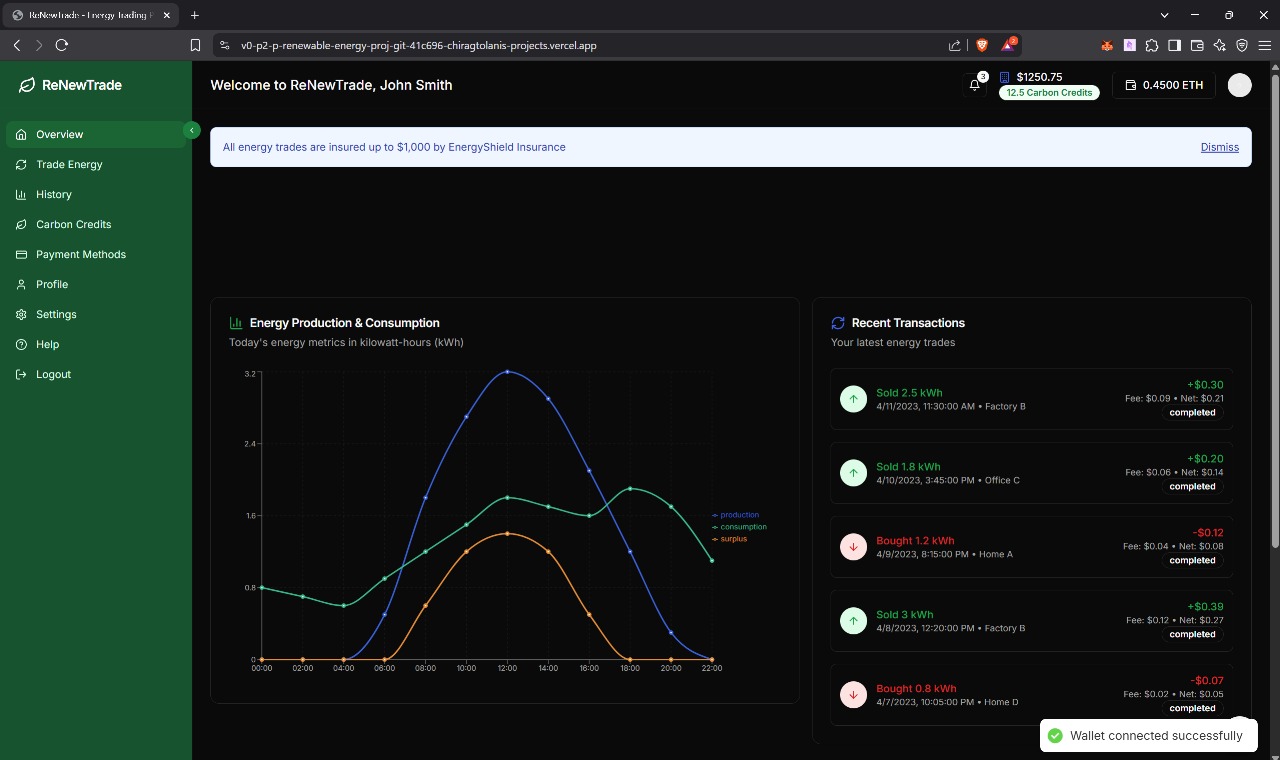 ReNewTrade - Energy Trading P
v0-p2-p-renewable-energy-proj-git-41c696-chiragtolanis-projects.vercel.app
2
ReNewTrade
Welcome to ReNewTrade, John Smith
3
$1250.75
12.5 Carbon Credits
0.4500 ETH
Overview
Trade Energy
History
Carbon Credits
Payment Methods
Profile
Settings
Help
Logout
All energy trades are insured up to $1,000 by EnergyShield Insurance
Dismiss
Energy Production & Consumption
Today's energy metrics in kilowatt-hours (kWh)
3.2
2.4
1.6
0.8
0
00:00 02:00 04:00 06:00 08:00 10:00 12:00 14:00 16:00 18:00 20:00 22:00
production
consumption
surplus
Recent Transactions
Your latest energy trades
Sold 2.5 kWh
4/11/2023, 11:30:00 AM • Factory B
+$0.30
Fee: $0.09 • Net: $0.21
completed
Sold 1.8 kWh
4/10/2023, 3:45:00 PM • Office C
+$0.20
Fee: $0.06 • Net: $0.14
completed
Bought 1.2 kWh
4/9/2023, 8:15:00 PM • Home A
-$0.12
Fee: $0.04 • Net: $0.08
completed
Sold 3 kWh
4/8/2023, 12:20:00 PM • Factory B
+$0.39
Fee: $0.12 • Net: $0.27
completed
Bought 0.8 kWh
4/7/2023, 10:05:00 PM • Home D
-$0.07
Fee: $0.02 • Net: $0.05
completed
Wallet connected successfully